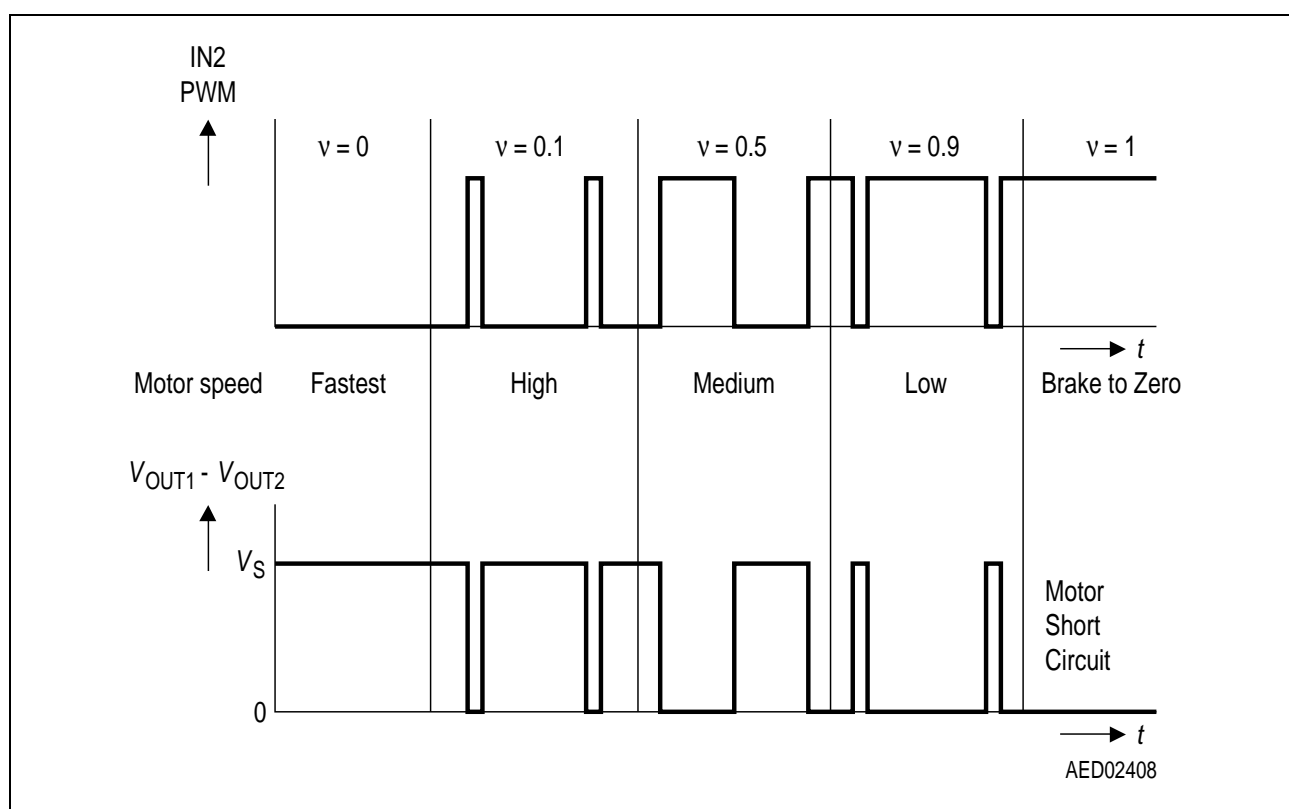 IN2
PWM
ν = 0
ν = 0.1
ν = 0.5
ν = 0.9
ν = 1
t
Motor speed
Fastest
High
Medium
Low
Brake to Zero
VOUT1 - VOUT2
VS
Motor
Short
Circuit
0
t
AED02408